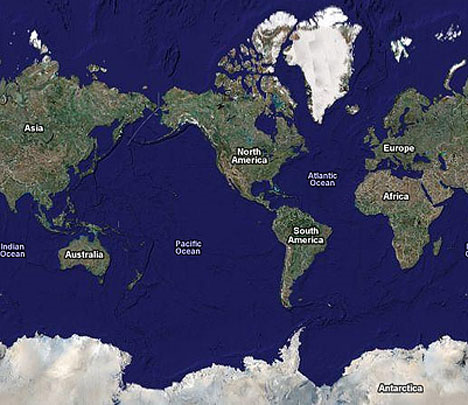 Asia
North
America
Europe
Atlantic
Ocean
Africa
South
America
Indian
Ocean
Australia
Pacific
Ocean
Antarctica